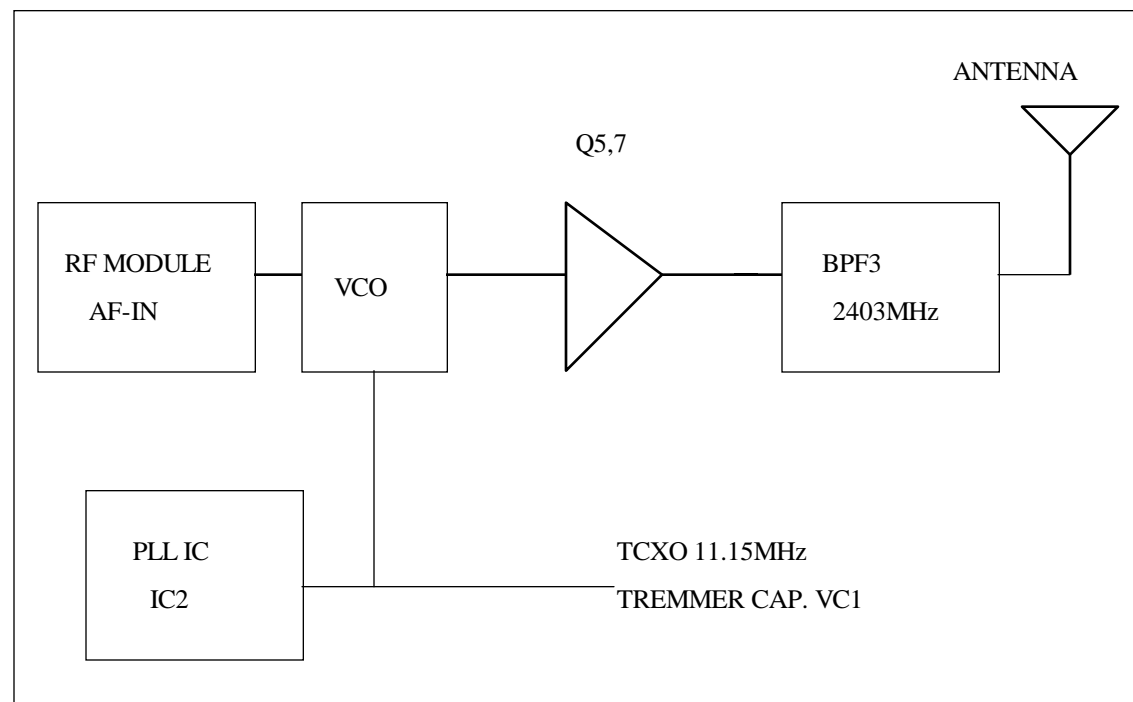 ANTENNA
Q5,7
RF MODULE
AF-IN
VCO
BPF3
2403MHz
PLL IC
IC2
TCXO 11.15MHz
TREMMER CAP. VC1